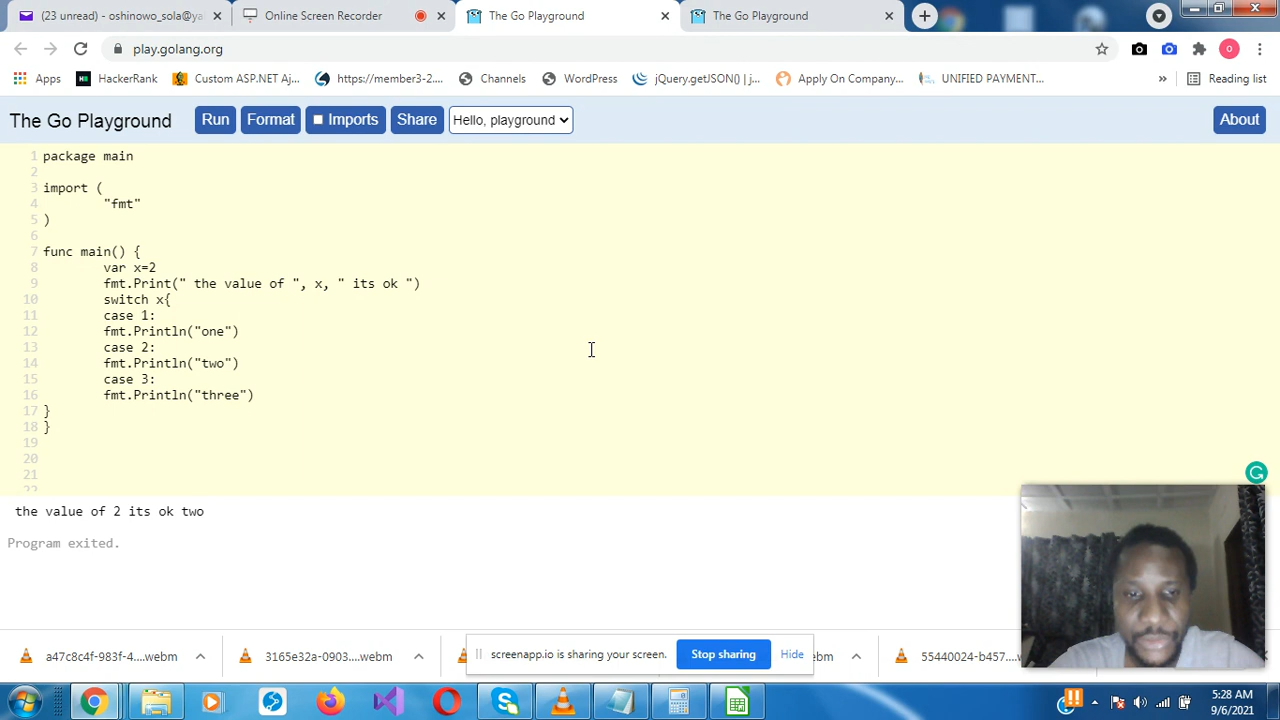 (23 unread) - oshinowo_sola@ya
Online Screen Recorder
The Go Playground
The Go Playground
play.golang.org
O
Apps
HackerRank
Custom ASP.NET Aj...
https://member3-2....
Channels
WordPress
jQuery.getJSON() | j...
Apply On Company...
UNIFIED PAYMENT...
»
Reading list
The Go Playground
Run
Format
Imports
Share
Hello, playground
About
1 package main
2
3 import (
4 "fmt"
5 )
6
7 func main() {
8 var x=2
9 fmt.Print(" the value of ", x, " its ok ")
10 switch x{
11 case 1:
12 fmt.Println("one")
13 case 2:
14 fmt.Println("two")
15 case 3:
16 fmt.Println("three")
17 }
18 }
19
20
21
22
the value of 2 its ok two
Program exited.
a47c8c4f-983f-4....webm
3165e32a-0903....webm
screenapp.io is sharing your screen.
Stop sharing
Hide
bm
55440024-b457....w
5:28 AM
9/6/2021